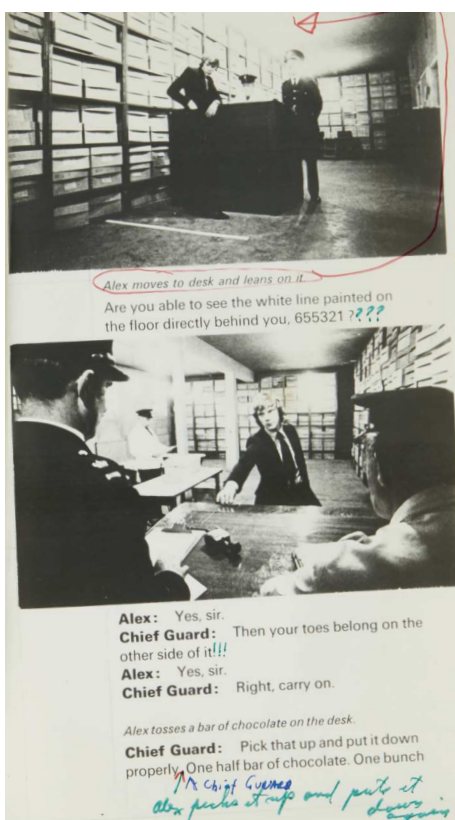 Alex moves to desk and leans on it.
Are you able to see the white line painted on
the floor directly behind you, 655321 ????
Alex: Yes, sir.
Chief Guard: Then your toes belong on the
other side of it!!!
Alex: Yes, sir.
Chief Guard: Right, carry on.
Alex tosses a bar of chocolate on the desk.
Chief Guard: Pick that up and put it down
properly. One half bar of chocolate. One bunch
Chief GUARD
Alex picks it up and puts it
down
again